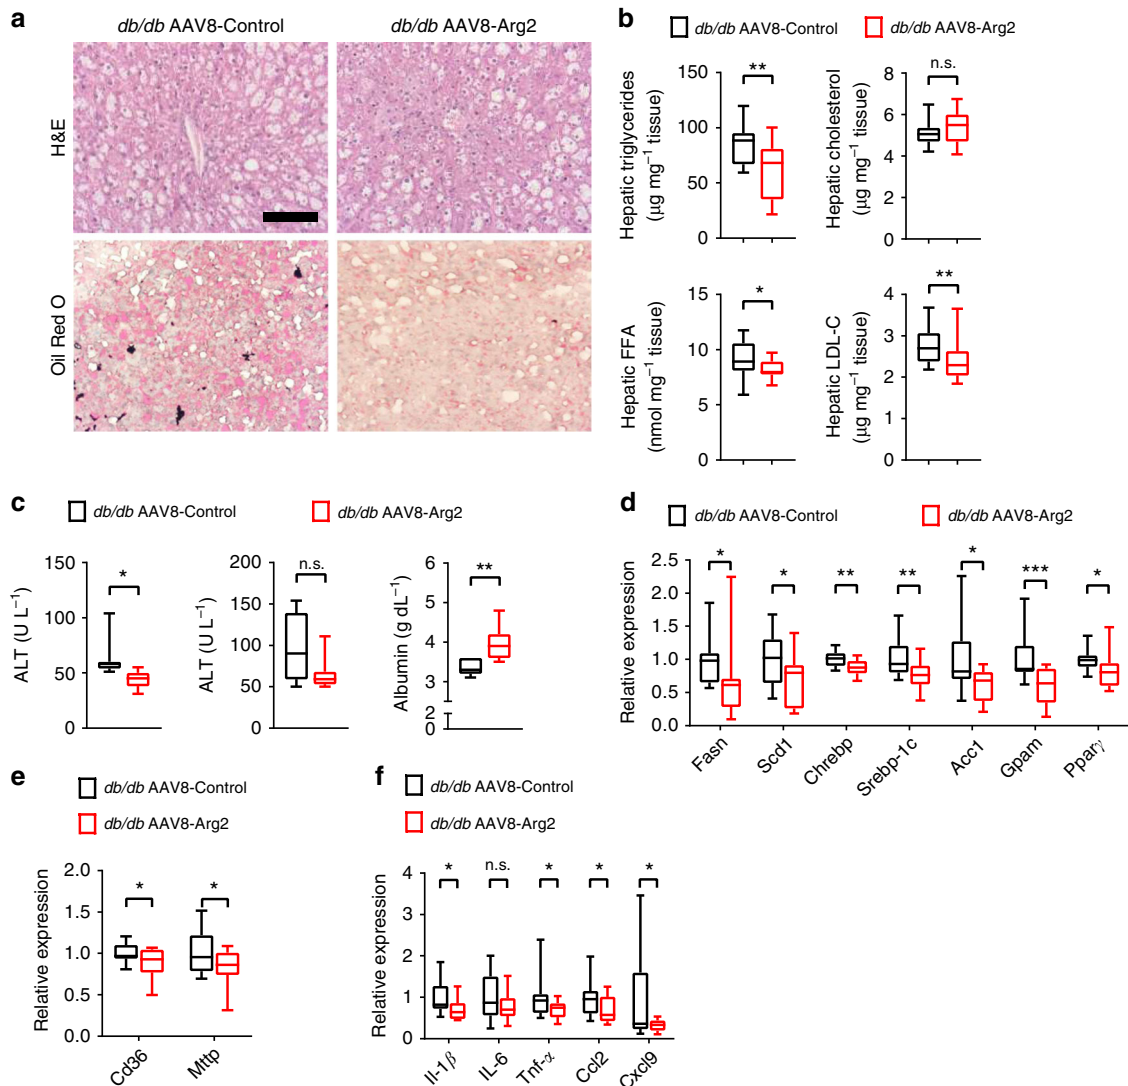 a
db/db AAV8-Control
db/db AAV8-Arg2
H&E
Oil Red O
b
db/db AAV8-Control
db/db AAV8-Arg2
Hepatic triglycerides
(µg mg⁻¹ tissue)
150
100
50
0
**
Hepatic cholesterol
(µg mg⁻¹ tissue)
8
6
4
2
0
n.s.
Hepatic FFA
(nmol mg⁻¹ tissue)
15
10
5
0
*
Hepatic LDL-C
(µg mg⁻¹ tissue)
4
3
2
1
0
**
c
db/db AAV8-Control
db/db AAV8-Arg2
ALT (U L⁻¹)
150
100
50
0
*
ALT (U L⁻¹)
200
150
100
50
0
n.s.
Albumin (g dL⁻¹)
6
5
4
3
2
0
**
d
db/db AAV8-Control
db/db AAV8-Arg2
Relative expression
2.5
2.0
1.5
1.0
0.5
0.0
*
*
**
**
*
***
*
Fasn
Scd1
Chrebp
Srebp-1c
Acc1
Gpam
Pparγ
e
db/db AAV8-Control
db/db AAV8-Arg2
Relative expression
2.0
1.5
1.0
0.5
0.0
*
*
Cd36
Mttp
f
db/db AAV8-Control
db/db AAV8-Arg2
Relative expression
4
3
2
1
0
*
n.s.
*
*
*
Il-1β
IL-6
Tnf-α
Ccl2
Cxcl9